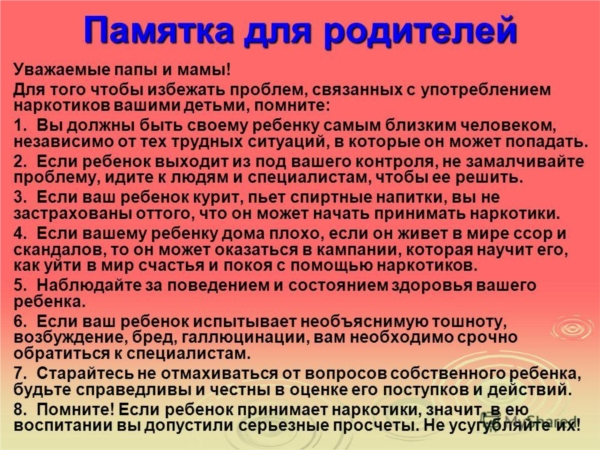 Памятка для родителей
Уважаемые папы и мамы!
Для того чтобы избежать проблем, связанных с употреблением
наркотиков вашими детьми, помните:
1. Вы должны быть своему ребенку самым близким человеком,
независимо от тех трудных ситуаций, в которые он может попадать.
2. Если ребенок выходит из под вашего контроля, не замалчивайте
проблему, идите к людям и специалистам, чтобы ее решить.
3. Если ваш ребенок курит, пьет спиртные напитки, вы не
застрахованы оттого, что он может начать принимать наркотики.
4. Если вашему ребенку дома плохо, если он живет в мире ссор и
скандалов, то он может оказаться в кампании, которая научит его,
как уйти в мир счастья и покоя с помощью наркотиков.
5. Наблюдайте за поведением и состоянием здоровья вашего
ребенка.
6. Если ваш ребенок испытывает необъяснимую тошноту,
возбуждение, бред, галлюцинации, вам необходимо срочно
обратиться к специалистам.
7. Старайтесь не отмахиваться от вопросов собственного ребенка,
будьте справедливы и честны в оценке его поступков и действий.
8. Помните! Если ребенок принимает наркотики, значит, в ею
воспитании вы допустили серьезные просчеты. Не усугубляйте их!
MyShared